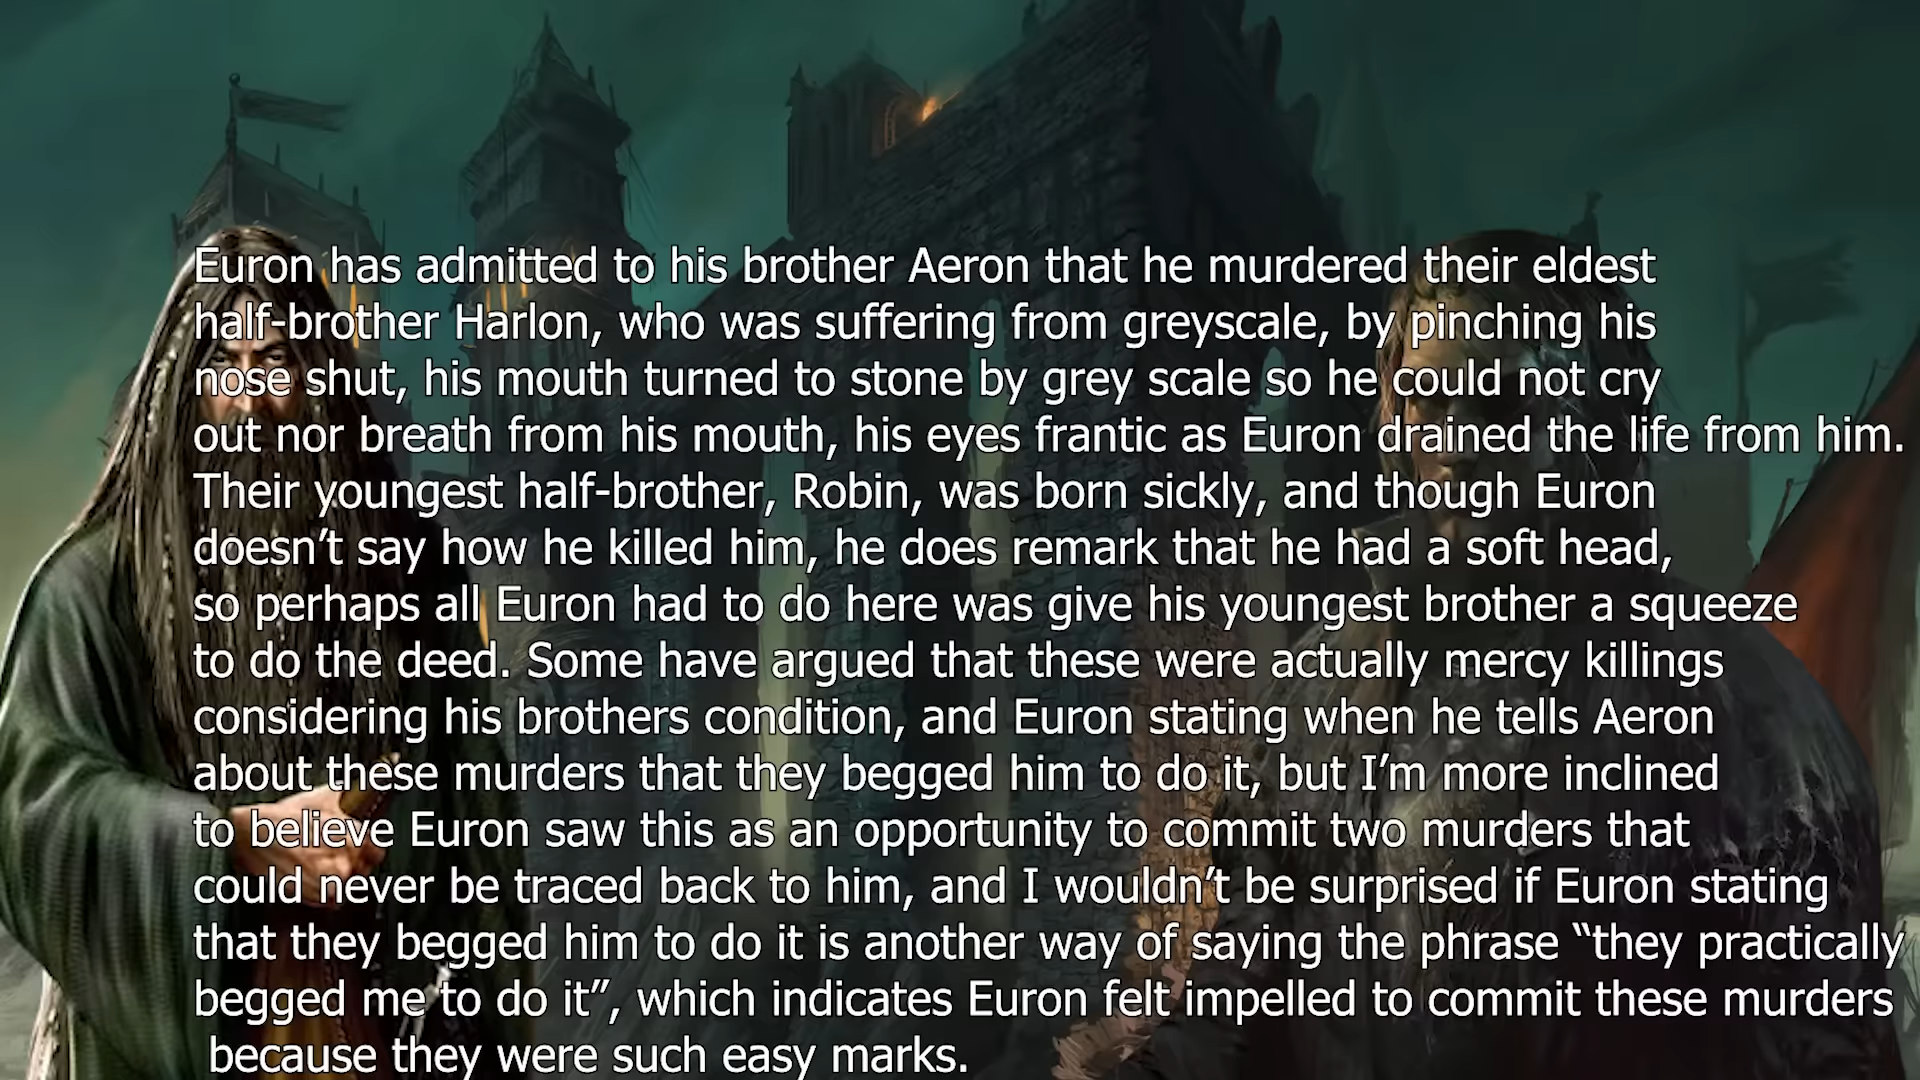 Euron has admitted to his brother Aeron that he murdered their eldest
half-brother Harlon, who was suffering from greyscale, by pinching his
nose shut, his mouth turned to stone by grey scale so he could not cry
out nor breath from his mouth, his eyes frantic as Euron drained the life from him.
Their youngest half-brother, Robin, was born sickly, and though Euron
doesn’t say how he killed him, he does remark that he had a soft head,
so perhaps all Euron had to do here was give his youngest brother a squeeze
to do the deed. Some have argued that these were actually mercy killings
considering his brothers condition, and Euron stating when he tells Aeron
about these murders that they begged him to do it, but I’m more inclined
to believe Euron saw this as an opportunity to commit two murders that
could never be traced back to him, and I wouldn’t be surprised if Euron stating
that they begged him to do it is another way of saying the phrase “they practically
begged me to do it”, which indicates Euron felt impelled to commit these murders
because they were such easy marks.